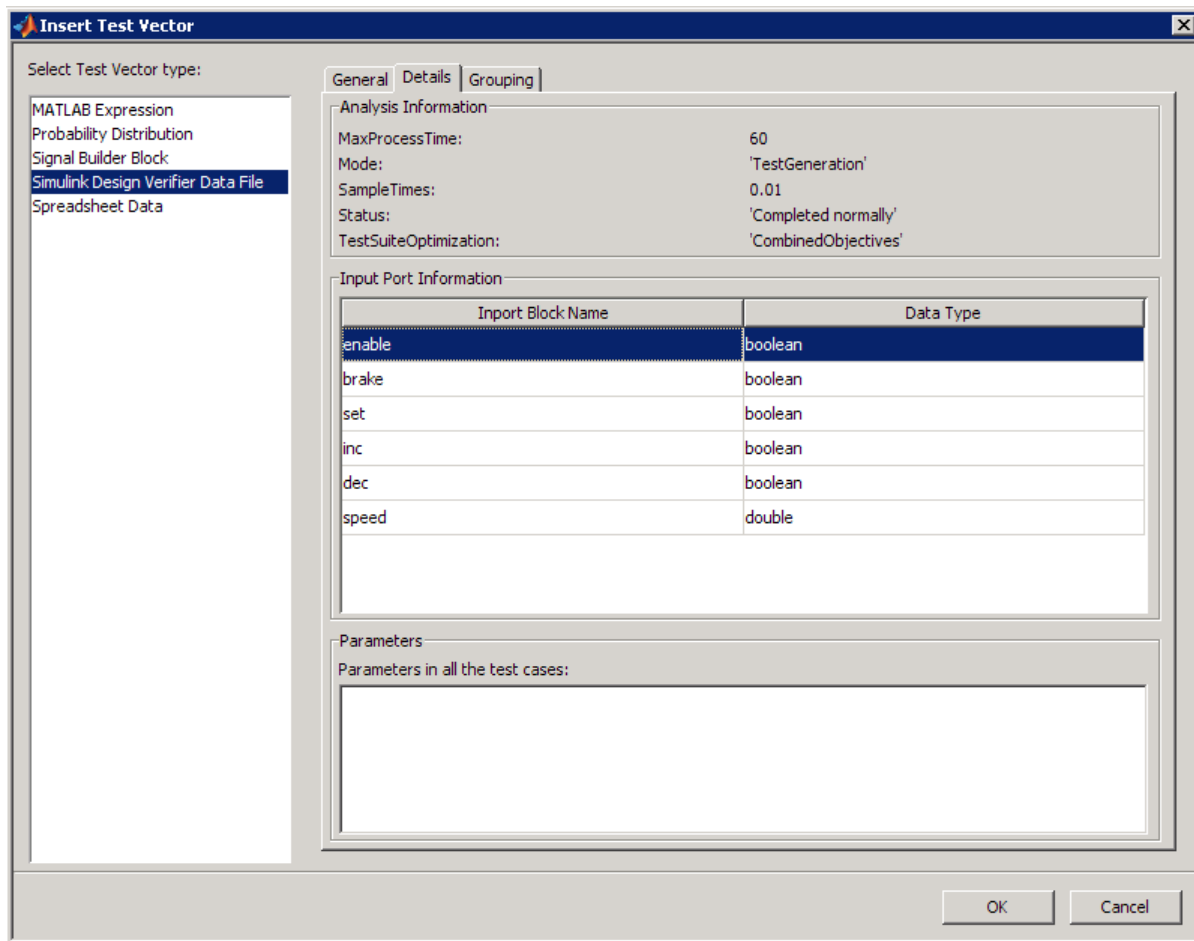 Insert Test Vector
Select Test Vector type:
MATLAB Expression
Probability Distribution
Signal Builder Block
Simulink Design Verifier Data File
Spreadsheet Data
General Details Grouping
Analysis Information
MaxProcessTime: 60
Mode: 'TestGeneration'
SampleTimes: 0.01
Status: 'Completed normally'
TestSuiteOptimization: 'CombinedObjectives'
Input Port Information
Inport Block Name Data Type
enable boolean
brake boolean
set boolean
inc boolean
dec boolean
speed double
Parameters
Parameters in all the test cases:
OK Cancel